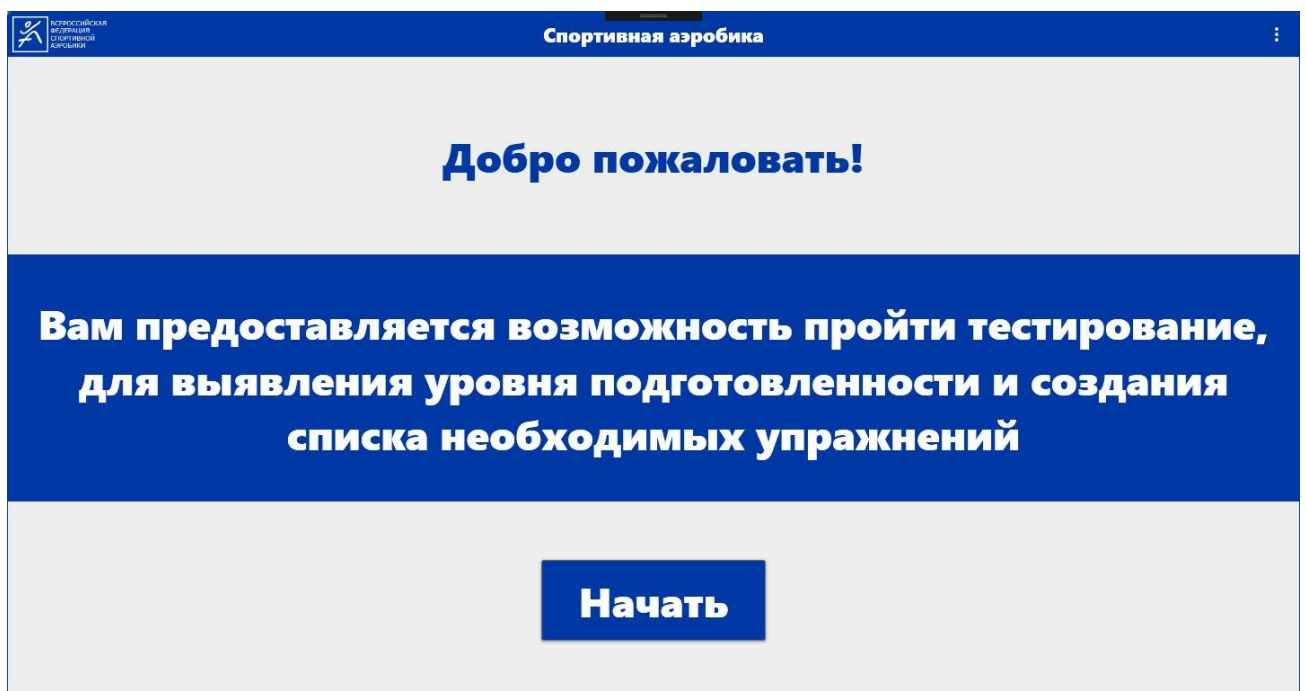 ВСЕРОССИЙСКАЯ
ФЕДЕРАЦИЯ
СПОРТИВНОЙ
АЭРОБИКИ
Спортивная аэробика
Добро пожаловать!
Вам предоставляется возможность пройти тестирование,
для выявления уровня подготовленности и создания
списка необходимых упражнений
Начать